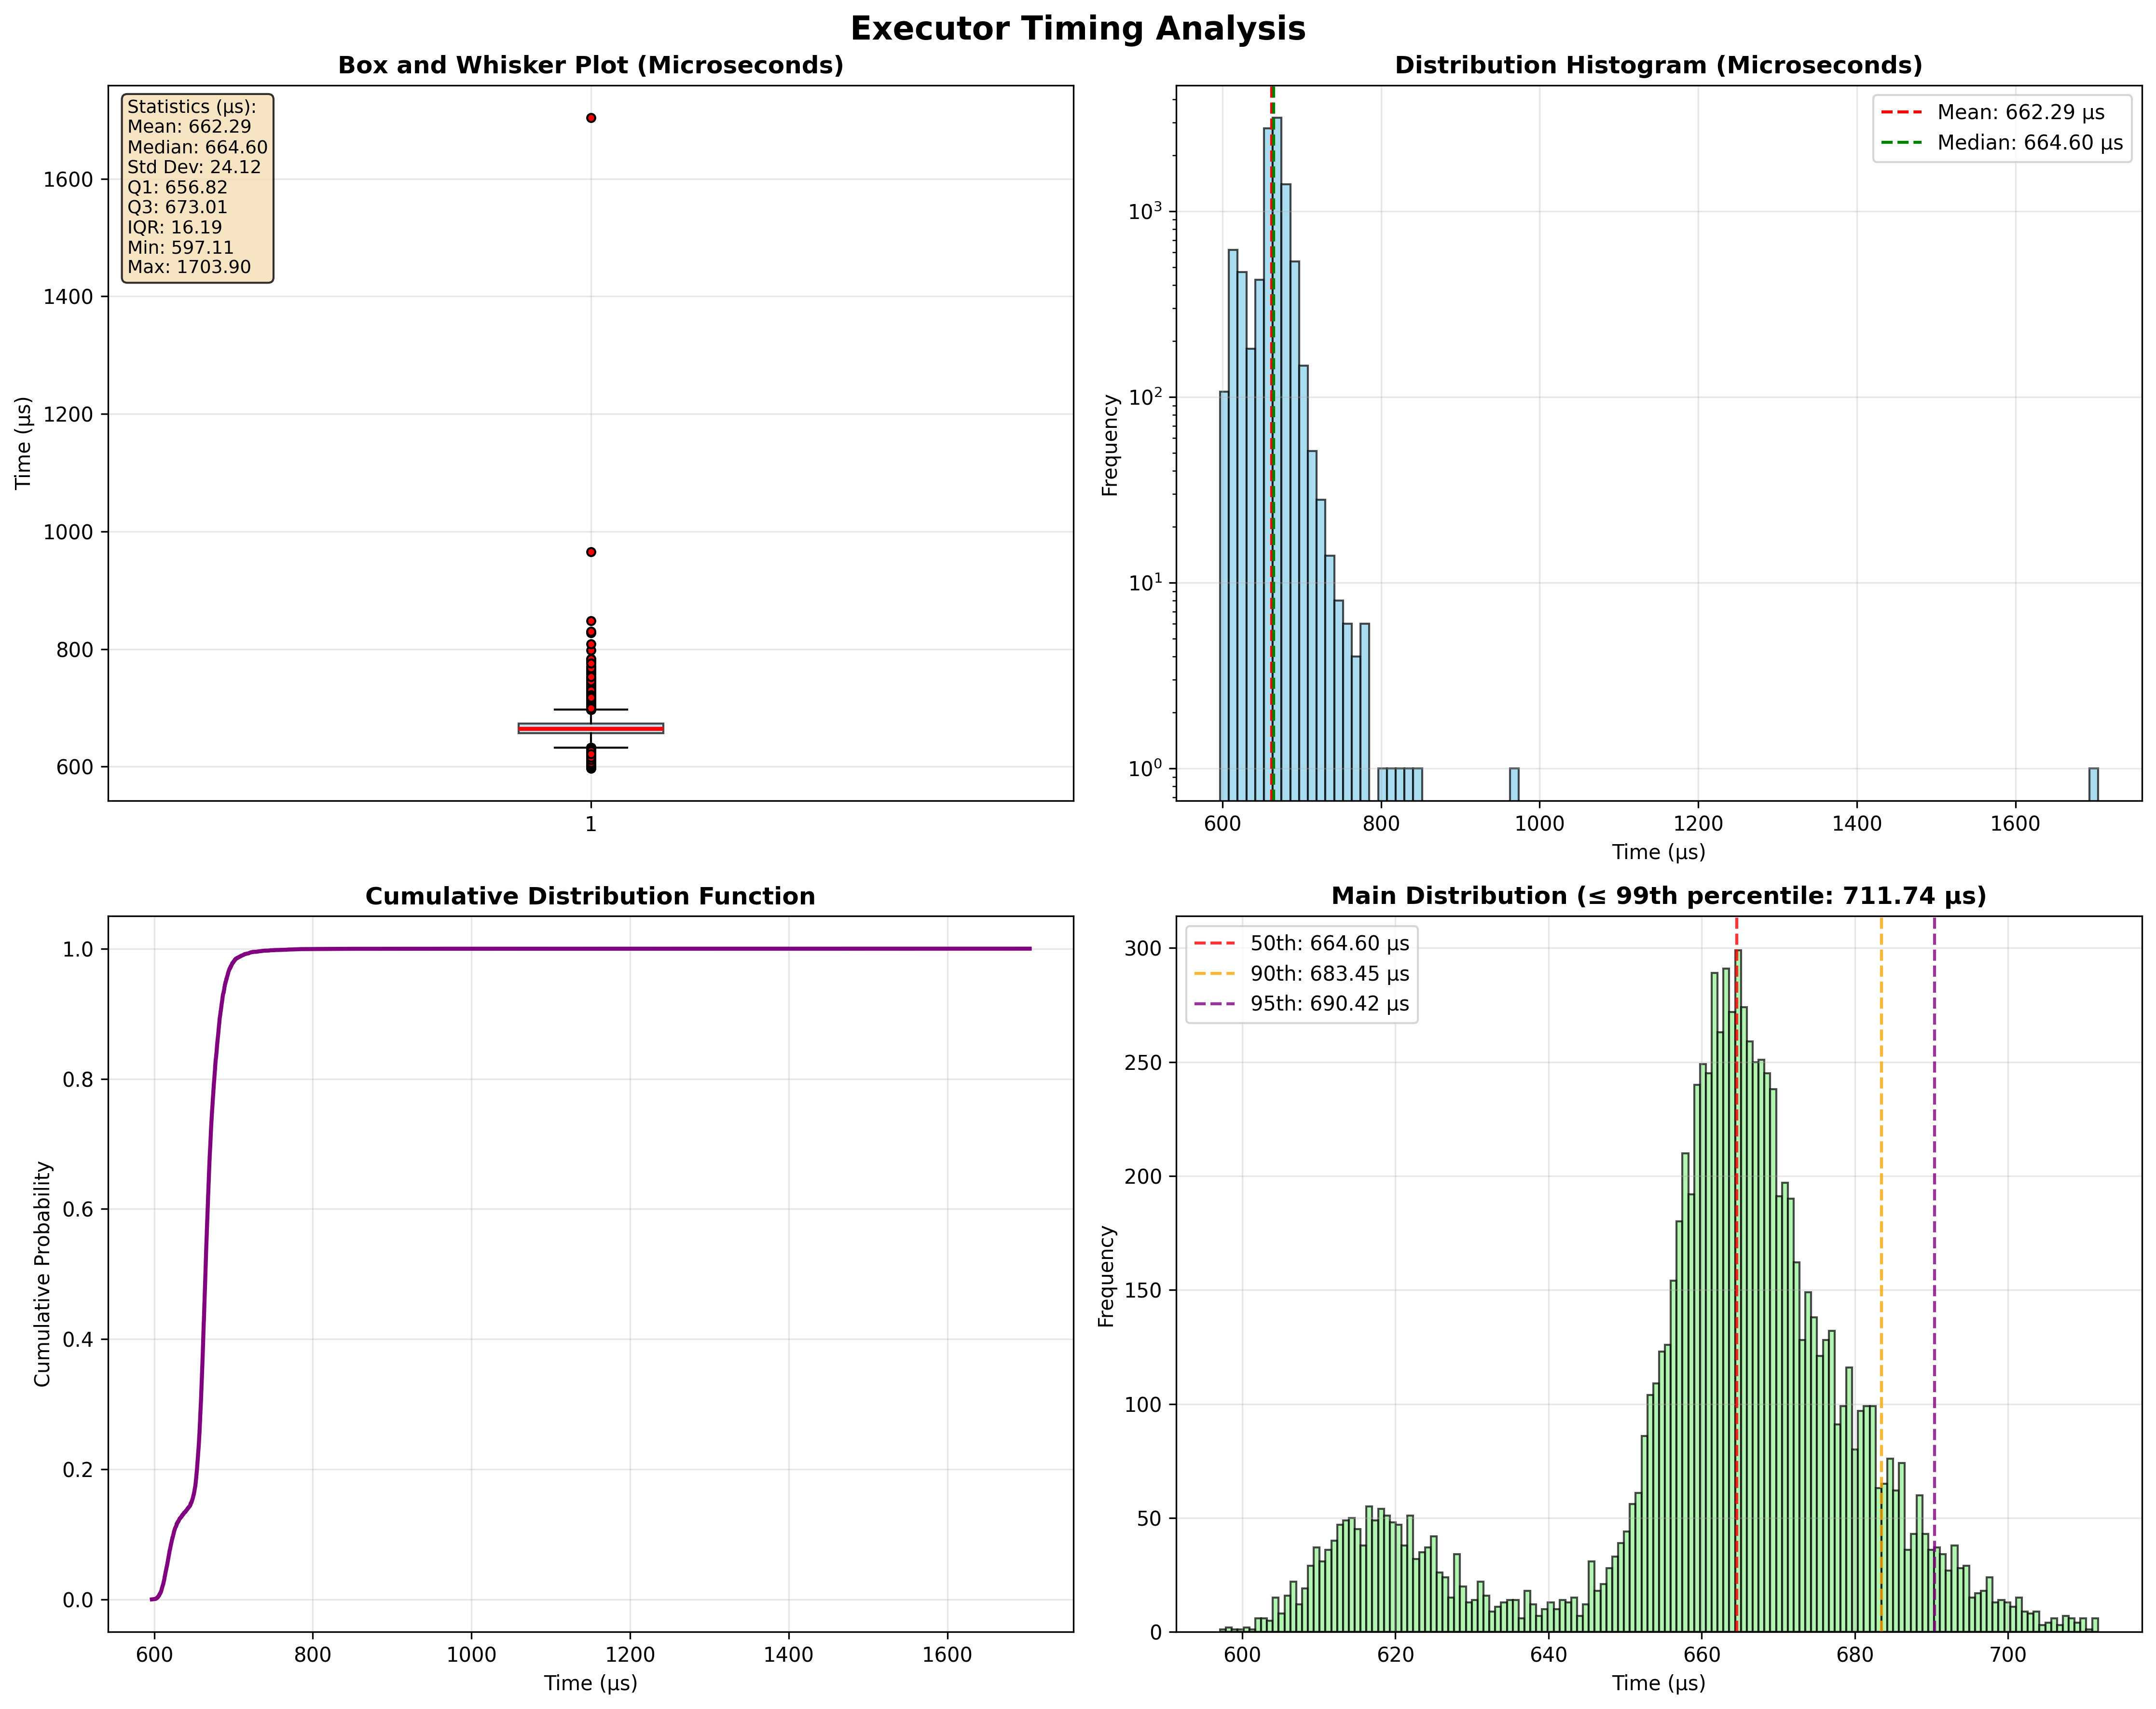 Executor Timing Analysis
Box and Whisker Plot (Microseconds)
Statistics (µs):
Mean: 662.29
Median: 664.60
Std Dev: 24.12
Q1: 656.82
Q3: 673.01
IQR: 16.19
Min: 597.11
Max: 1703.90
Time (µs)
1600
1400
1200
1000
800
600
1
Distribution Histogram (Microseconds)
Mean: 662.29 µs
Median: 664.60 µs
Frequency
10³
10²
10¹
10⁰
600 800 1000 1200 1400 1600
Time (µs)
Cumulative Distribution Function
Cumulative Probability
1.0
0.8
0.6
0.4
0.2
0.0
600 800 1000 1200 1400 1600
Time (µs)
Main Distribution (≤ 99th percentile: 711.74 µs)
50th: 664.60 µs
90th: 683.45 µs
95th: 690.42 µs
Frequency
300
250
200
150
100
50
0
600 620 640 660 680 700
Time (µs)